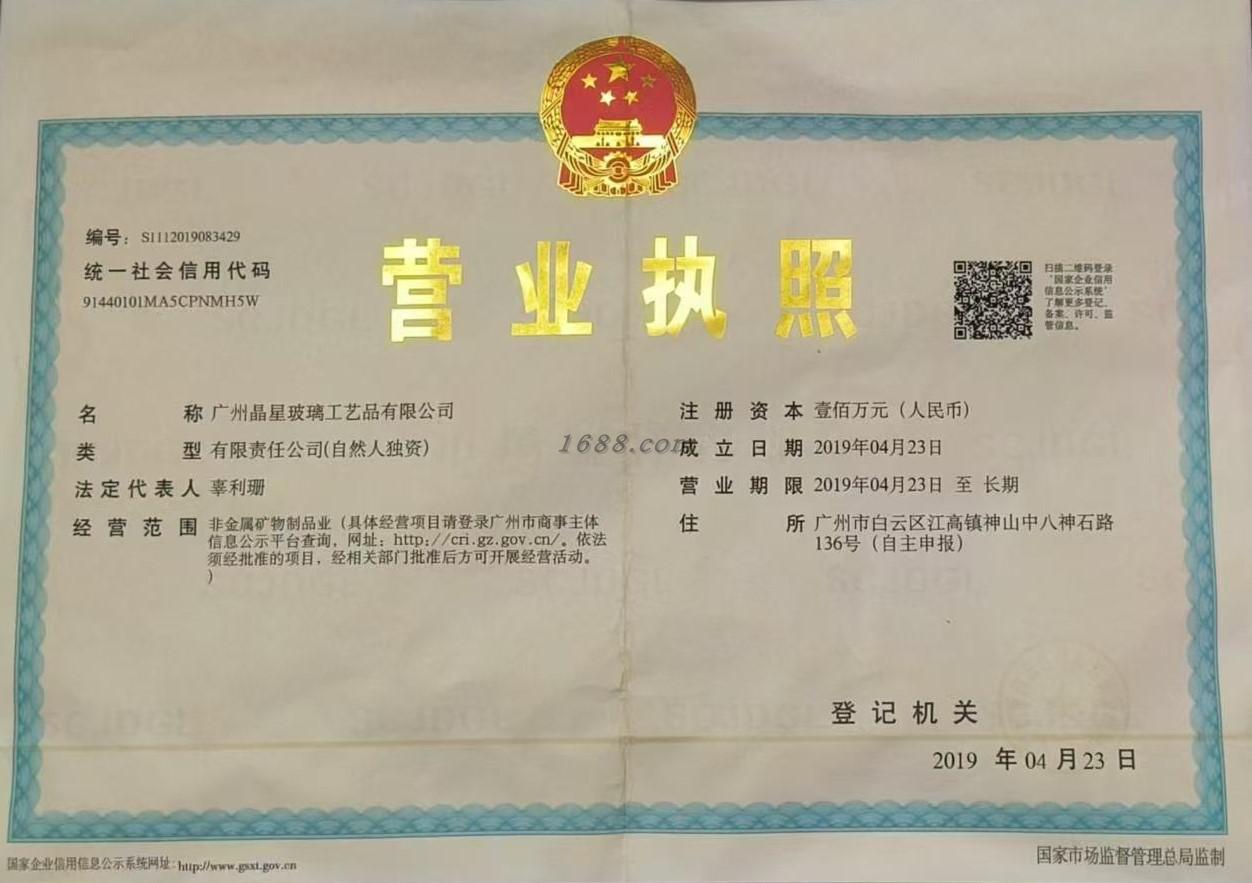 编号：S1112019083429
统一社会信用代码
91440101MA5CPNMH5W
营业执照
扫描二维码登录
‘国家企业信用
信息公示系统’
了解更多登记、
备案、许可、监
管信息。
名称 广州晶星玻璃工艺品有限公司
类型 有限责任公司(自然人独资)
法定代表人 辜利珊
经营范围 非金属矿物制品业（具体经营项目请登录广州市商事主体
信息公示平台查询，网址：http://cri.gz.gov.cn/。依法
须经批准的项目，经相关部门批准后方可开展经营活动。
）
注册资本 壹佰万元（人民币）
成立日期 2019年04月23日
营业期限 2019年04月23日 至 长期
住所 广州市白云区江高镇神山中八神石路
136号（自主申报）
1688.com
登记机关
2019 年 04 月 23 日
国家企业信用信息公示系统网址：http://www.gsxt.gov.cn
国家市场监督管理总局监制